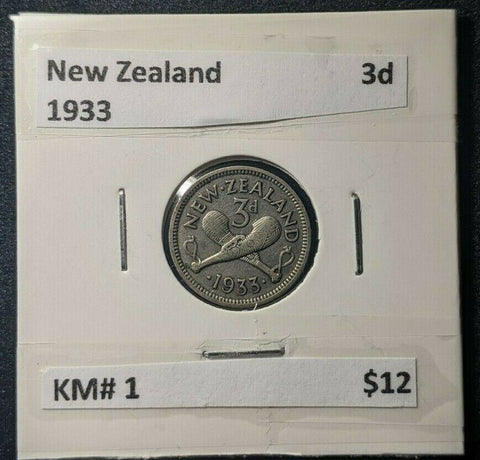 New Zealand 3d
1933
NEW·ZEALAND
3d
·1933·
KM# 1 $12